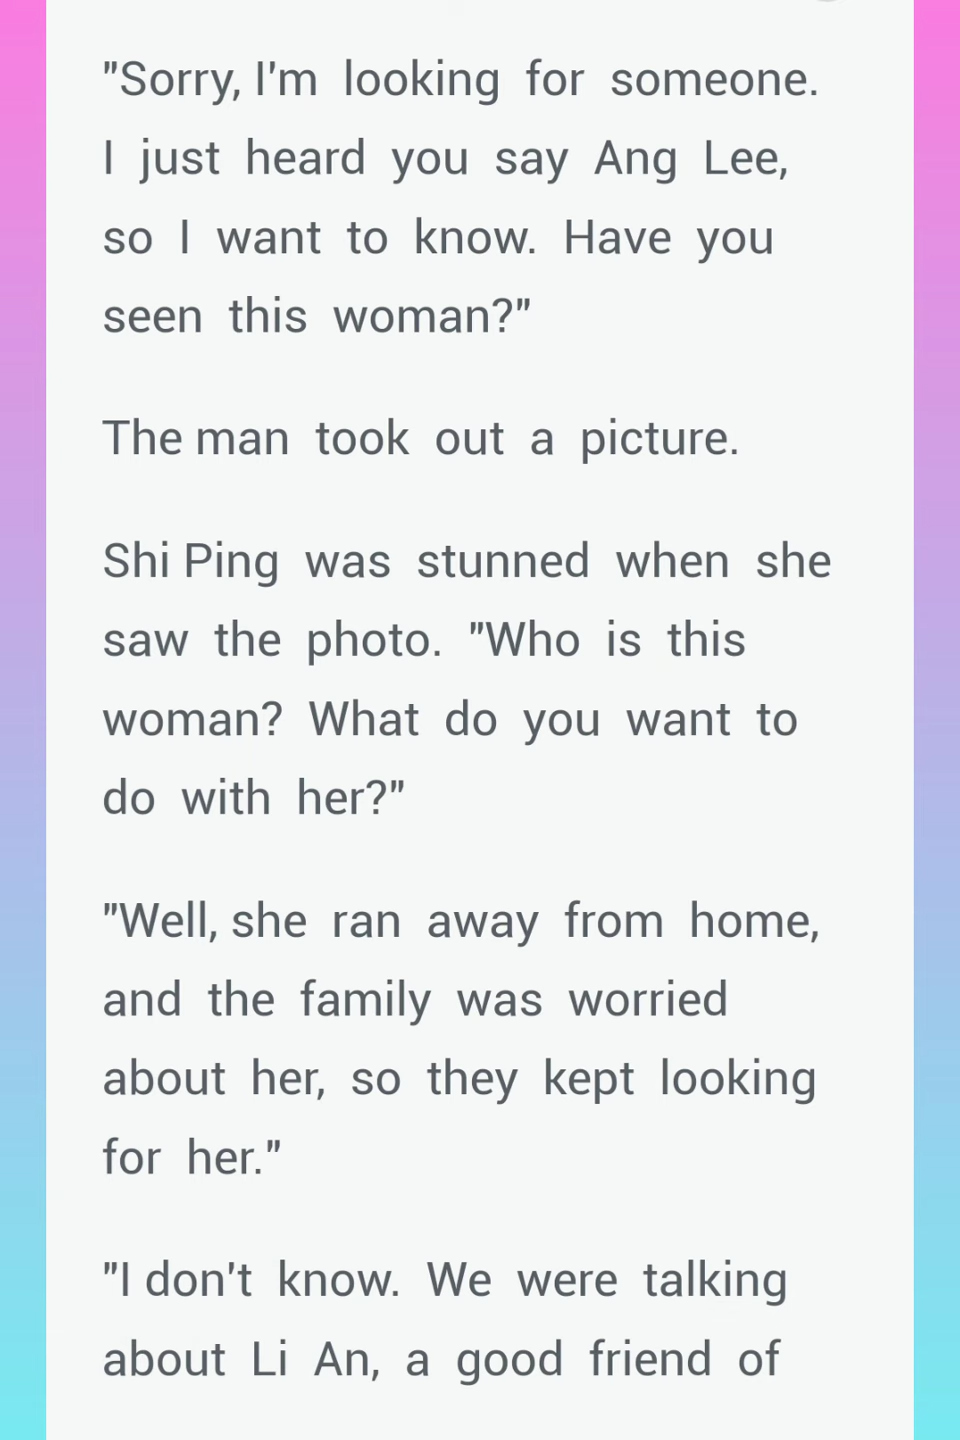 "Sorry, I'm looking for someone.
I just heard you say Ang Lee,
so I want to know. Have you
seen this woman?"
The man took out a picture.
Shi Ping was stunned when she
saw the photo. "Who is this
woman? What do you want to
do with her?"
"Well, she ran away from home,
and the family was worried
about her, so they kept looking
for her."
"I don't know. We were talking
about Li An, a good friend of